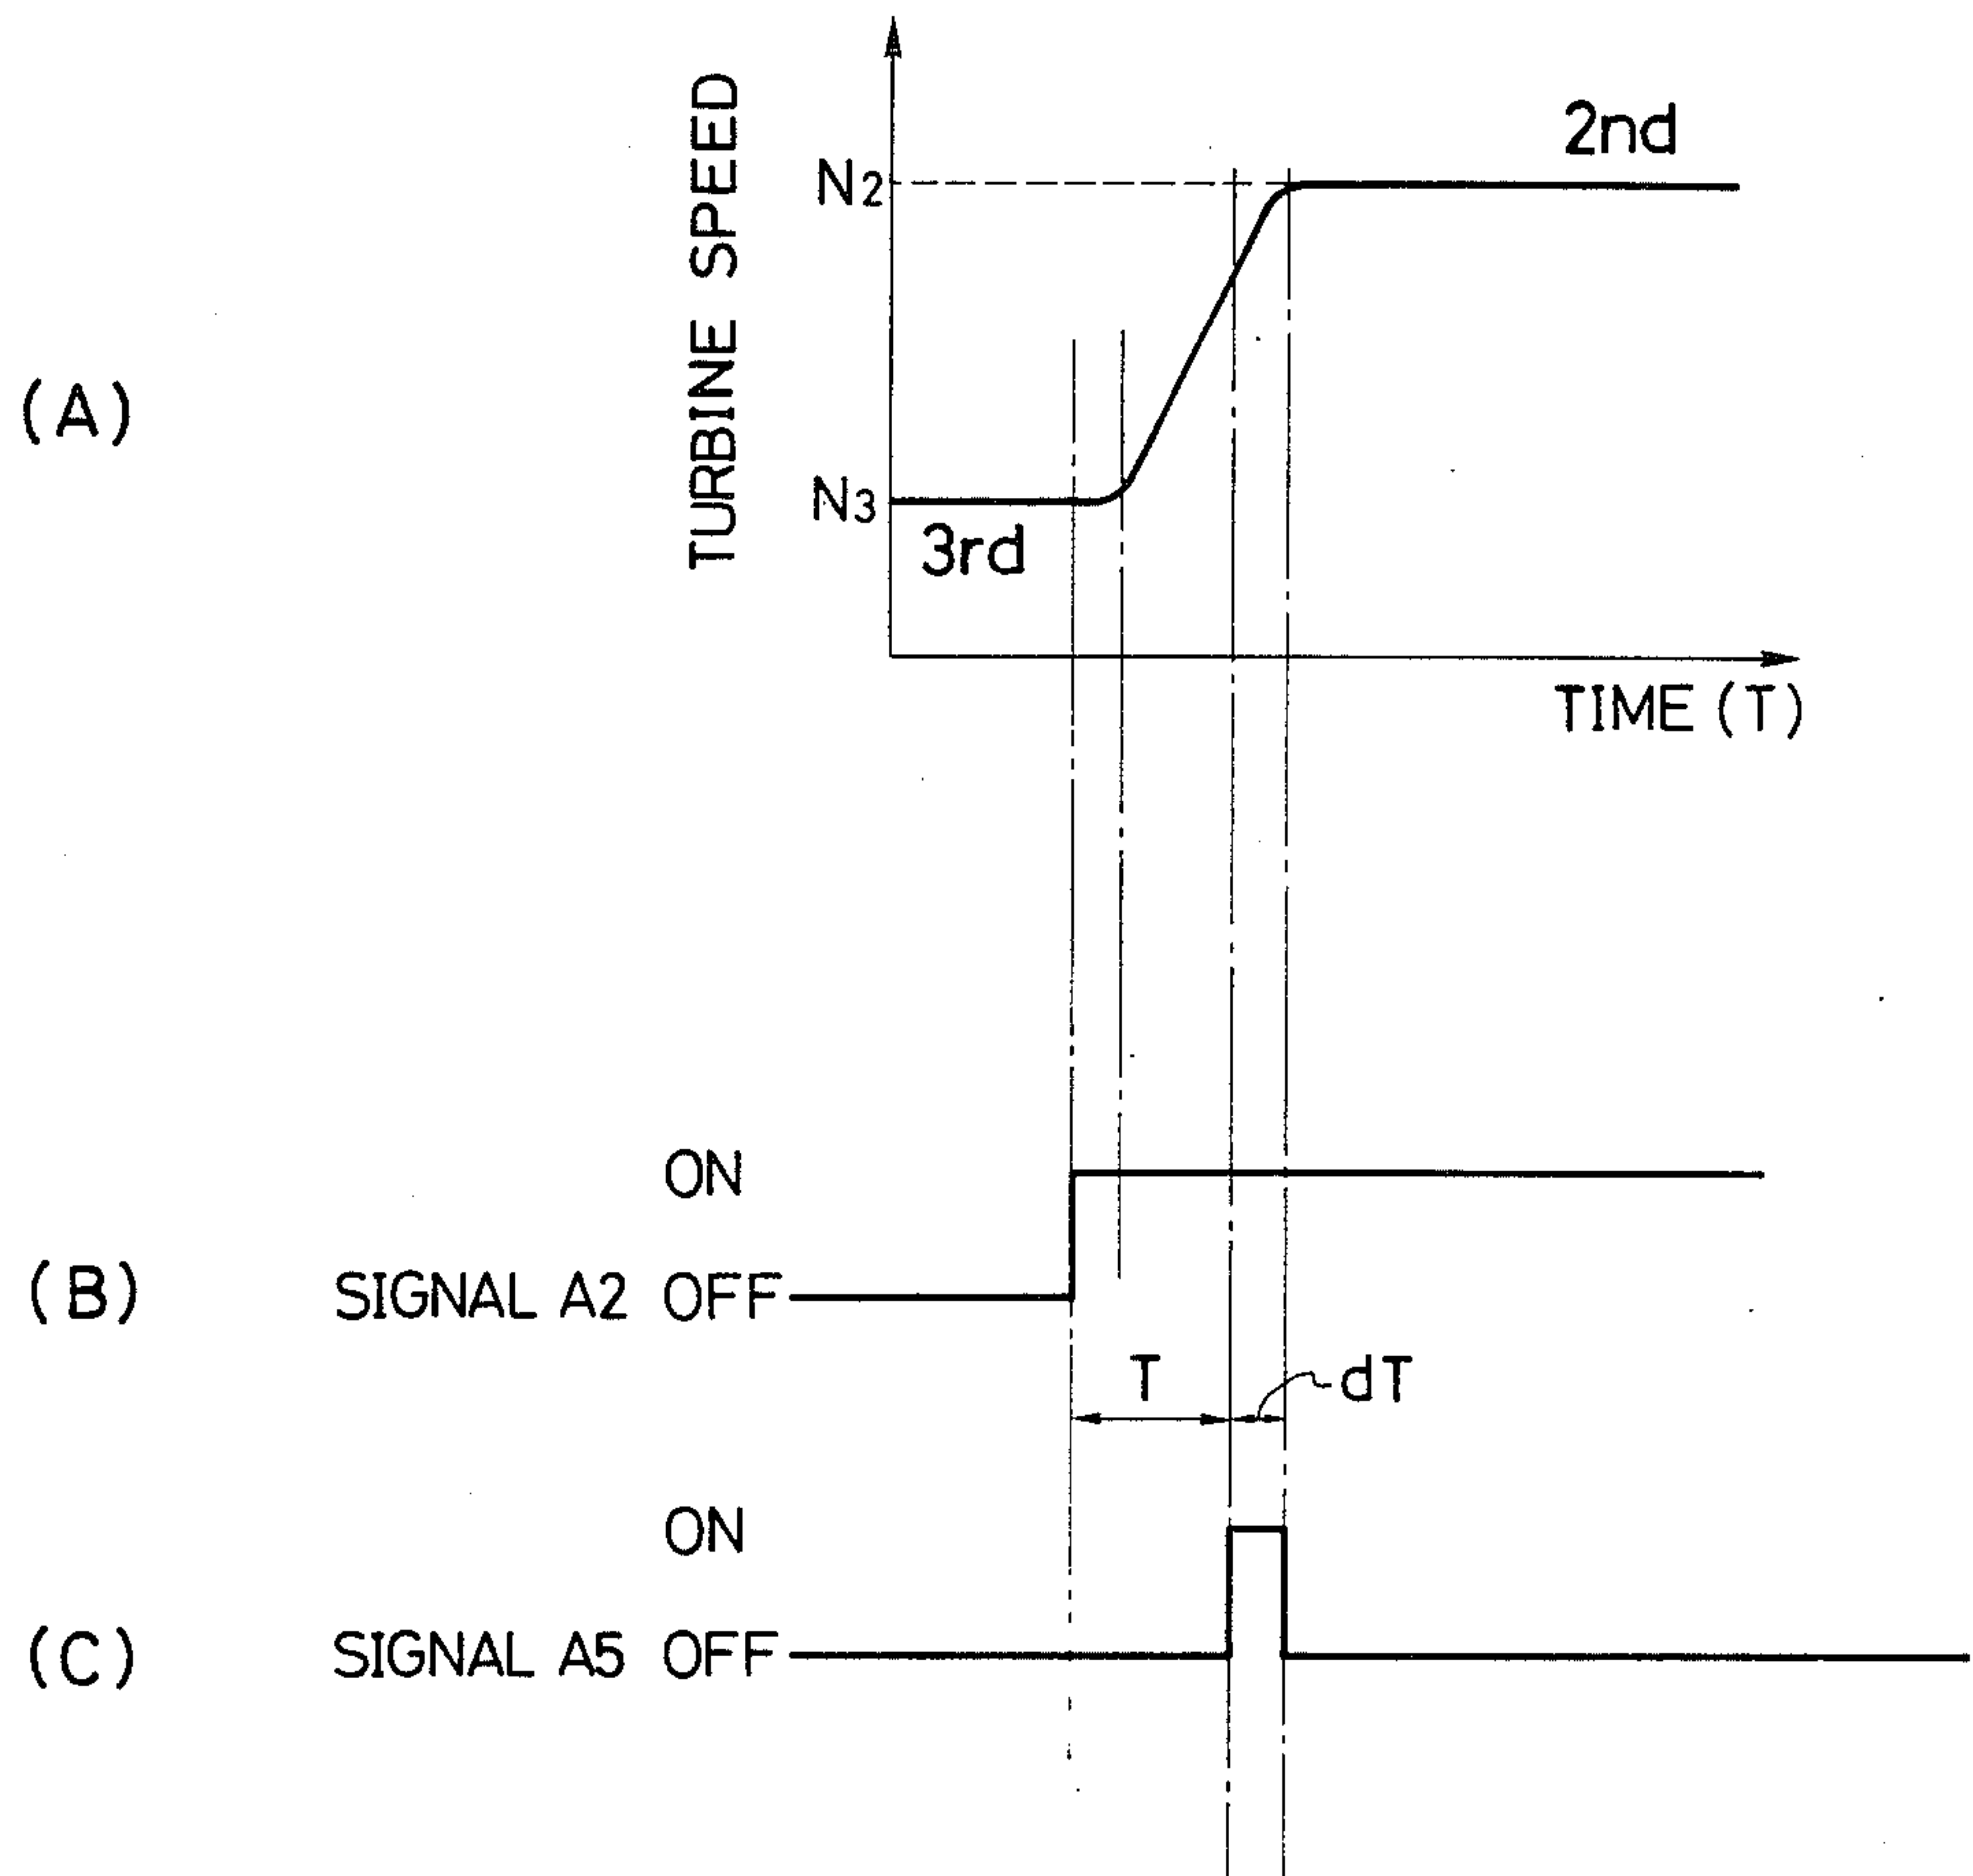 (A)
TURBINE SPEED
N2
2nd
N3
3rd
TIME (T)
(B)
ON
SIGNAL A2 OFF
T
dT
(C)
ON
SIGNAL A5 OFF